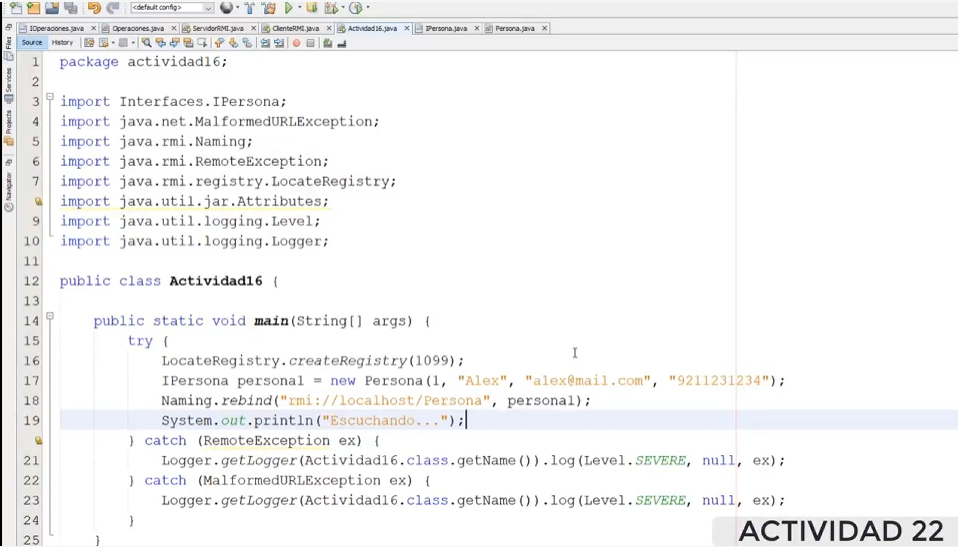 <default config>
IOperaciones.java Operaciones.java ServidorRMI.java ClienteRMI.java Actividad16.java IPersona.java Persona.java
Source History
Files
Services
Projects
Navigator
1 package actividad16;
2
3 import Interfaces.IPersona;
4 import java.net.MalformedURLException;
5 import java.rmi.Naming;
6 import java.rmi.RemoteException;
7 import java.rmi.registry.LocateRegistry;
import java.util.jar.Attributes;
9 import java.util.logging.Level;
10 import java.util.logging.Logger;
11
12 public class Actividad16 {
13
14 public static void main(String[] args) {
15 try {
16 LocateRegistry.createRegistry(1099);
17 IPersona persona1 = new Persona(1, "Alex", "alex@mail.com", "9211231234");
18 Naming.rebind("rmi://localhost/Persona", persona1);
19 System.out.println("Escuchando...");
} catch (RemoteException ex) {
21 Logger.getLogger(Actividad16.class.getName()).log(Level.SEVERE, null, ex);
22 } catch (MalformedURLException ex) {
23 Logger.getLogger(Actividad16.class.getName()).log(Level.SEVERE, null, ex);
24 }
25 }
ACTIVIDAD 22